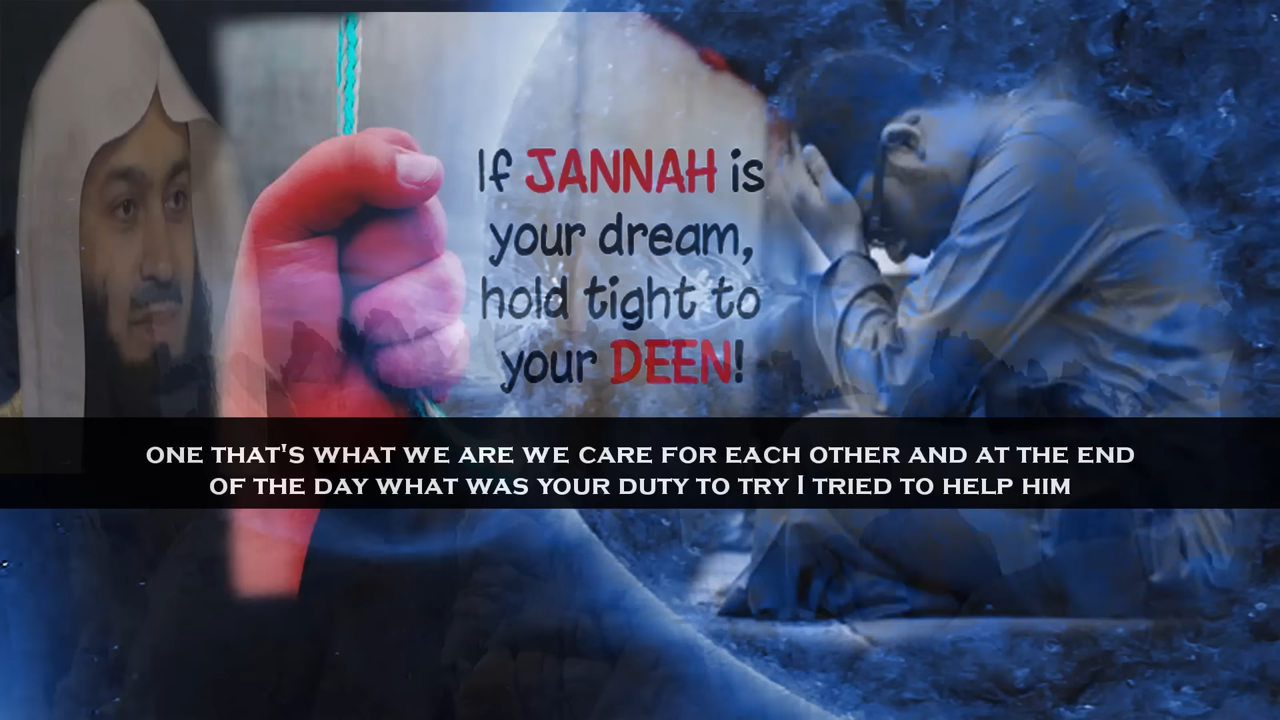 If JANNAH is
your dream,
hold tight to
your DEEN!
ONE THAT'S WHAT WE ARE WE CARE FOR EACH OTHER AND AT THE END
OF THE DAY WHAT WAS YOUR DUTY TO TRY I TRIED TO HELP HIM